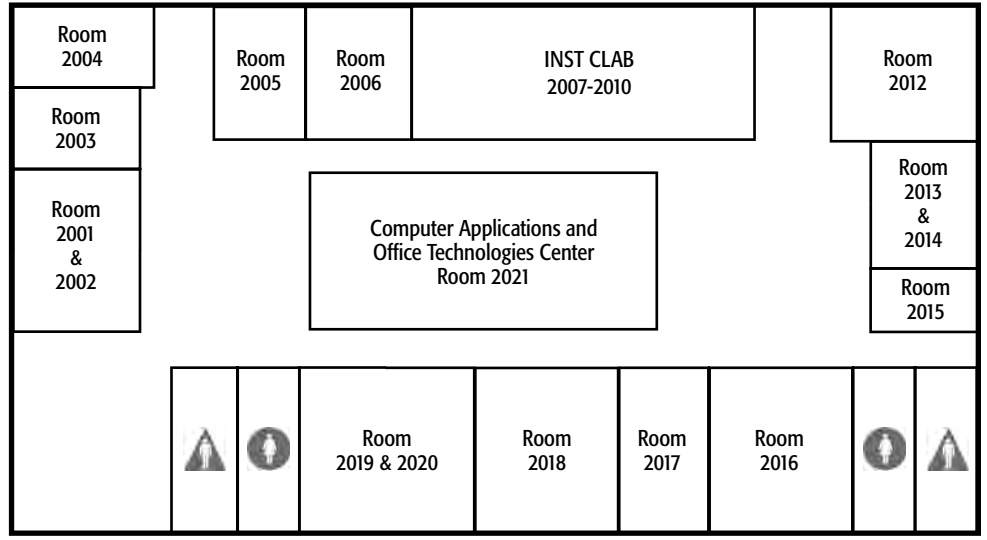 Room
2004
Room
2005
Room
2006
INST CLAB
2007-2010
Room
2012
Room
2003
Room
2013
&
2014
Room
2001
&
2002
Computer Applications and
Office Technologies Center
Room 2021
Room
2015
Room
2019 & 2020
Room
2018
Room
2017
Room
2016